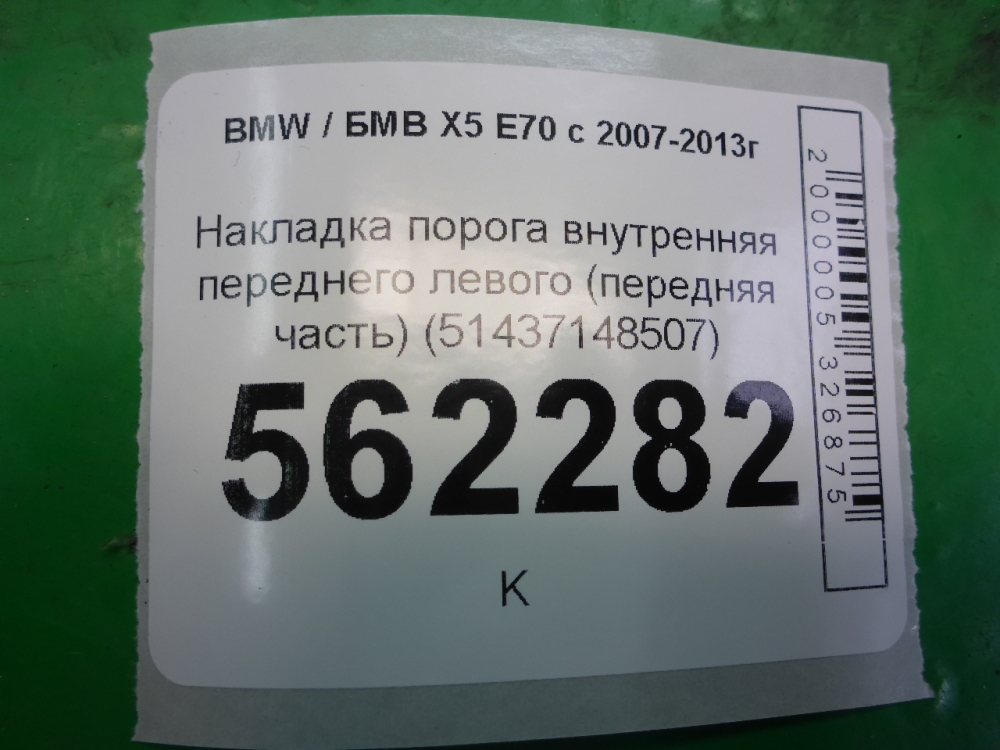 BMW / БМВ X5 E70 с 2007-2013г
Накладка порога внутренняя
переднего левого (передняя
часть) (51437148507)
562282
К
2000005326875